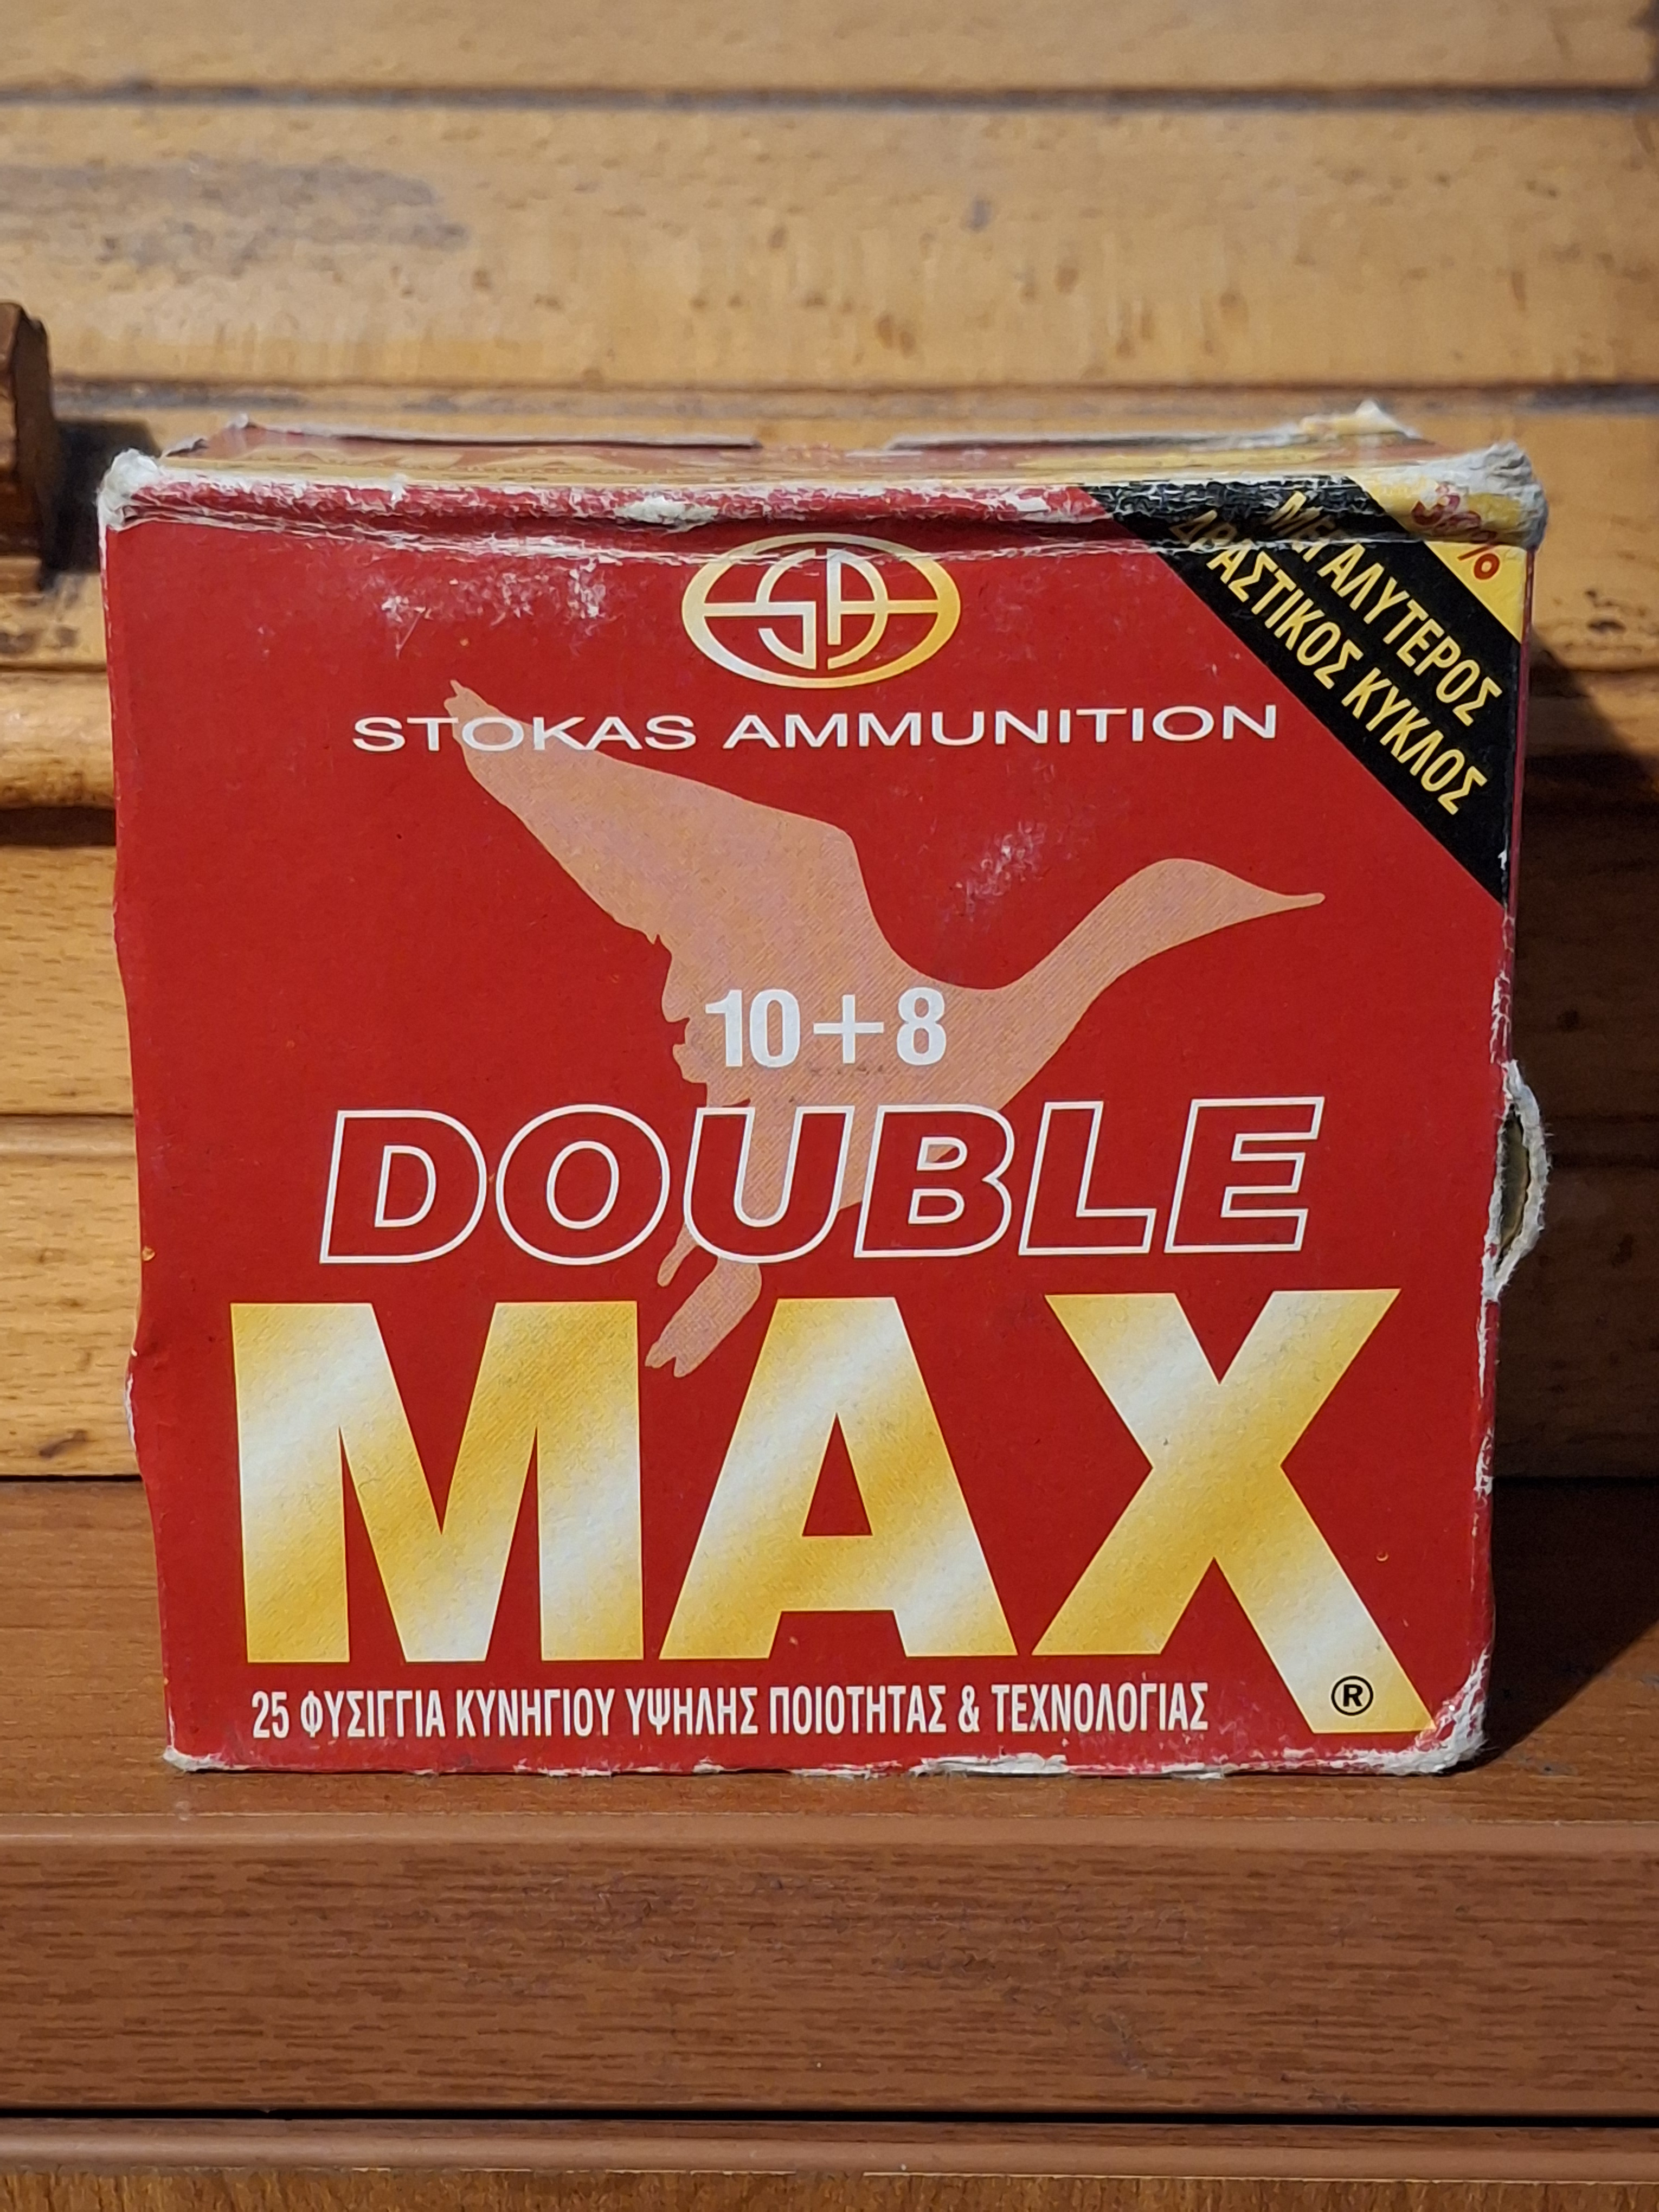 ΜΕΓΑΛΥΤΕΡΟΣ
ΔΡΑΣΤΙΚΟΣ ΚΥΚΛΟΣ
STOKAS AMMUNITION
10+8
DOUBLE
MAX
®
25 ΦΥΣΙΓΓΙΑ ΚΥΝΗΓΙΟΥ ΥΨΗΛΗΣ ΠΟΙΟΤΗΤΑΣ & ΤΕΧΝΟΛΟΓΙΑΣ